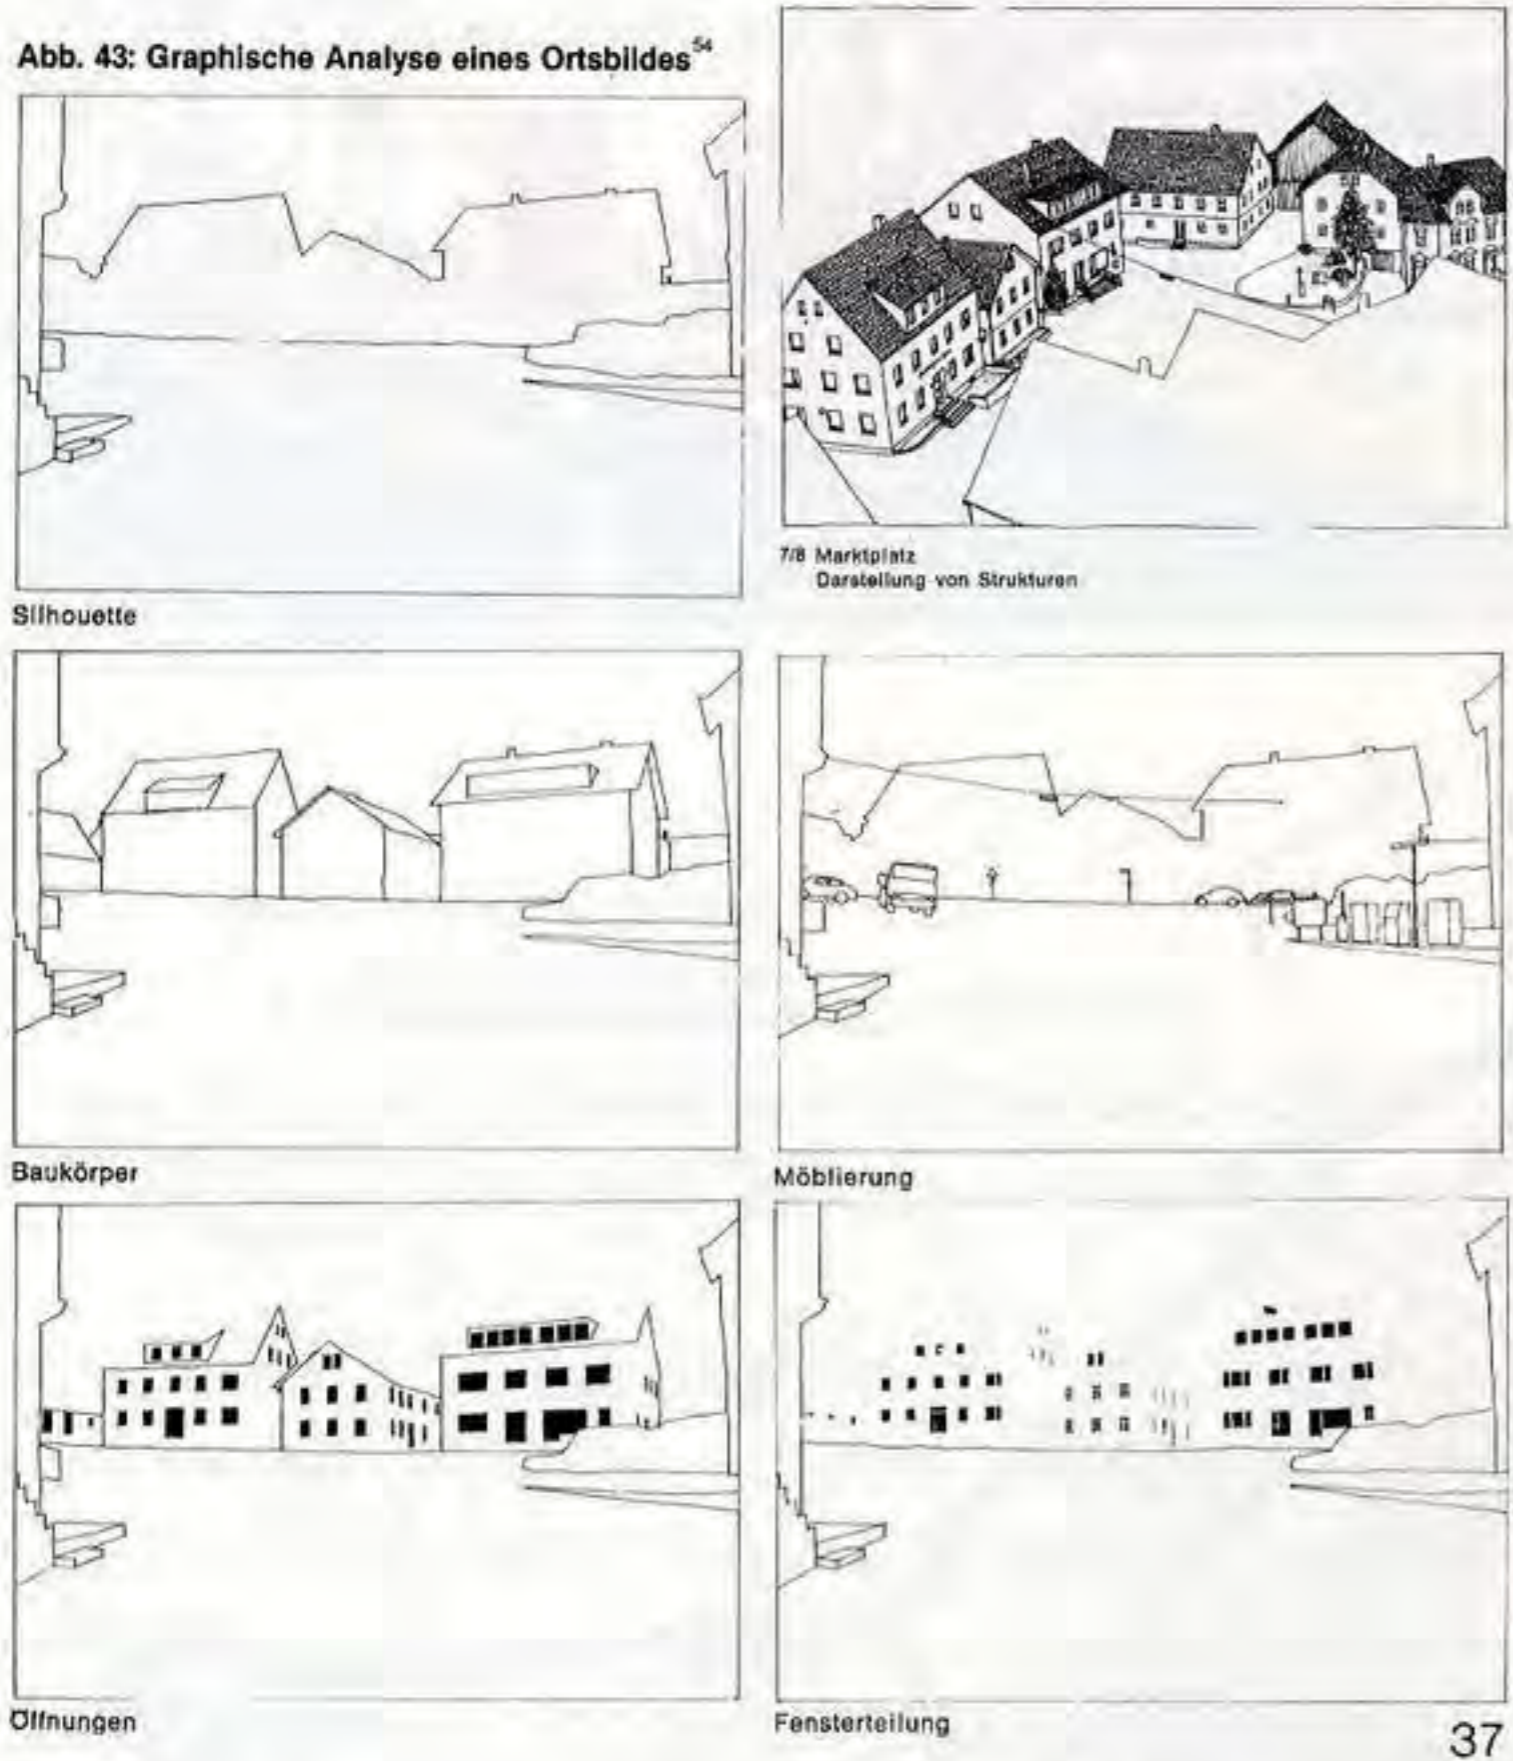 Abb. 43: Graphische Analyse eines Ortsbildes54
7/8 Marktplatz
Darstellung von Strukturen
Silhouette
Baukörper
Möblierung
Öffnungen
Fensterteilung
37